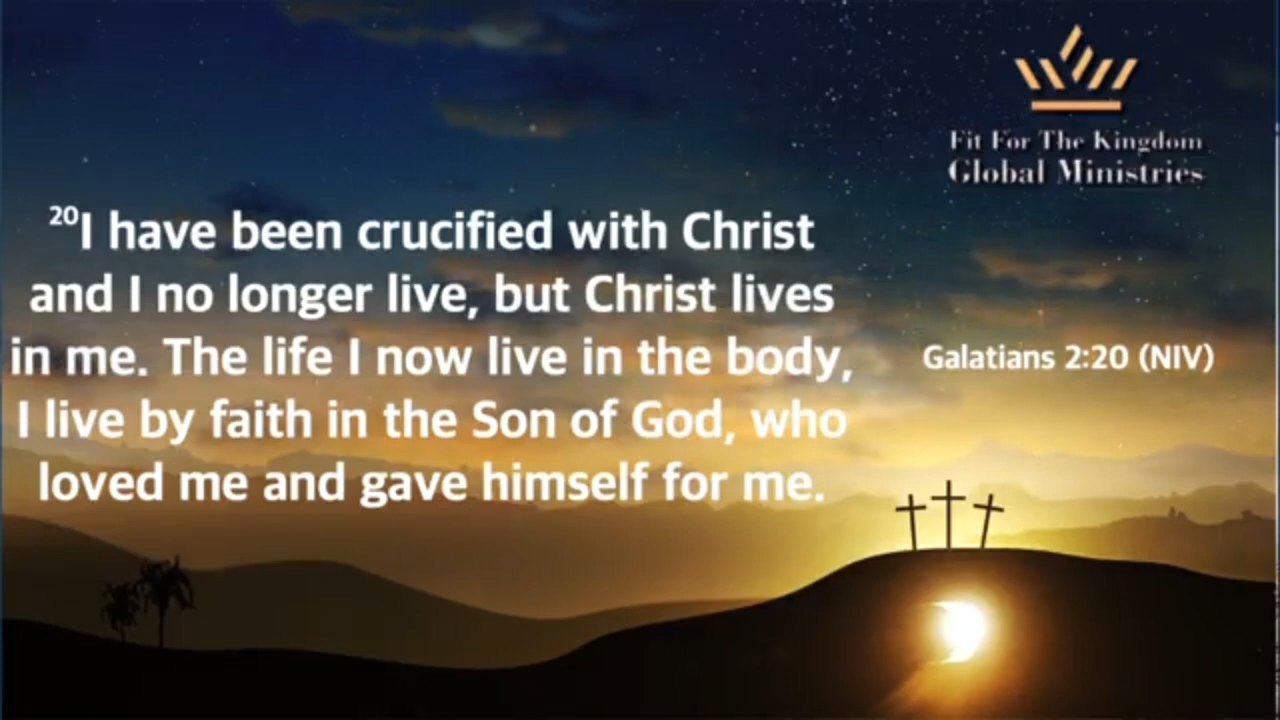 Fit For The Kingdom
Global Ministries
²⁰I have been crucified with Christ
and I no longer live, but Christ lives
in me. The life I now live in the body,
I live by faith in the Son of God, who
loved me and gave himself for me.
Galatians 2:20 (NIV)